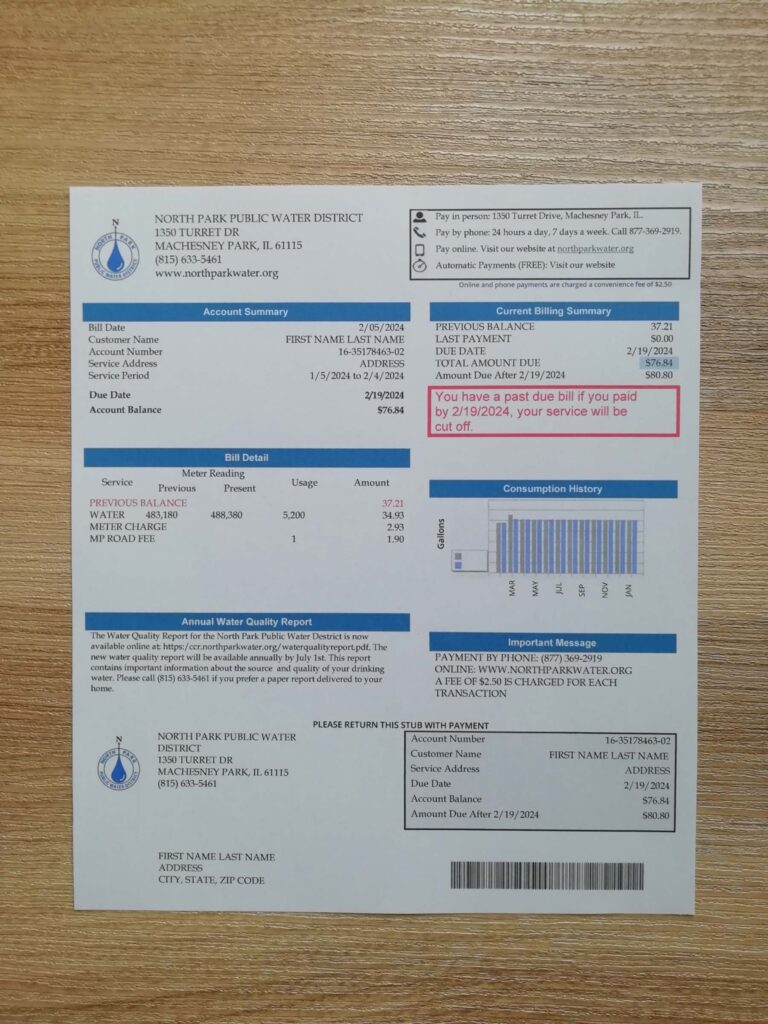 N
NORTH PARK
PUBLIC WATER DISTRICT
NORTH PARK PUBLIC WATER DISTRICT
1350 TURRET DR
MACHESNEY PARK, IL 61115
(815) 633-5461
www.northparkwater.org
Pay in person: 1350 Turret Drive, Machesney Park, IL.
Pay by phone: 24 hours a day, 7 days a week. Call 877-369-2919.
Pay online. Visit our website at northparkwater.org
Automatic Payments (FREE): Visit our website
Online and phone payments are charged a convenience fee of $2.50
Account Summary
Bill Date 2/05/2024
Customer Name FIRST NAME LAST NAME
Account Number 16-35178463-02
Service Address ADDRESS
Service Period 1/5/2024 to 2/4/2024
Due Date 2/19/2024
Account Balance $76.84
Current Billing Summary
PREVIOUS BALANCE 37.21
LAST PAYMENT $0.00
DUE DATE 2/19/2024
TOTAL AMOUNT DUE $76.84
Amount Due After 2/19/2024 $80.80
You have a past due bill if you paid
by 2/19/2024, your service will be
cut off.
Bill Detail
Meter Reading
Service Previous Present Usage Amount
PREVIOUS BALANCE 37.21
WATER 483,180 488,380 5,200 34.93
METER CHARGE 2.93
MP ROAD FEE 1 1.90
Consumption History
Gallons
MAR MAY JUL SEP NOV JAN
Annual Water Quality Report
The Water Quality Report for the North Park Public Water Destrict is now
available online at: https:/ccr.northparkwater.org/waterqualityreport.pdf. The
new water quality report will be available annually by July 1st. This report
contains important information about the source and quality of your drinking
water. Please call (815) 633-5461 if you prefer a paper report delivered to your
home.
Important Message
PAYMENT BY PHONE: (877) 369-2919
ONLINE: WWW.NORTHPARKWATER.ORG
A FEE OF $2.50 IS CHARGED FOR EACH
TRANSACTION
PLEASE RETURN THIS STUB WITH PAYMENT
N
NORTH PARK
PUBLIC WATER DISTRICT
NORTH PARK PUBLIC WATER
DISTRICT
1350 TURRET DR
MACHESNEY PARK, IL 61115
(815) 633-5461
Account Number 16-35178463-02
Customer Name FIRST NAME LAST NAME
Service Address ADDRESS
Due Date 2/19/2024
Account Balance $76.84
Amount Due After 2/19/2024 $80.80
FIRST NAME LAST NAME
ADDRESS
CITY, STATE, ZIP CODE